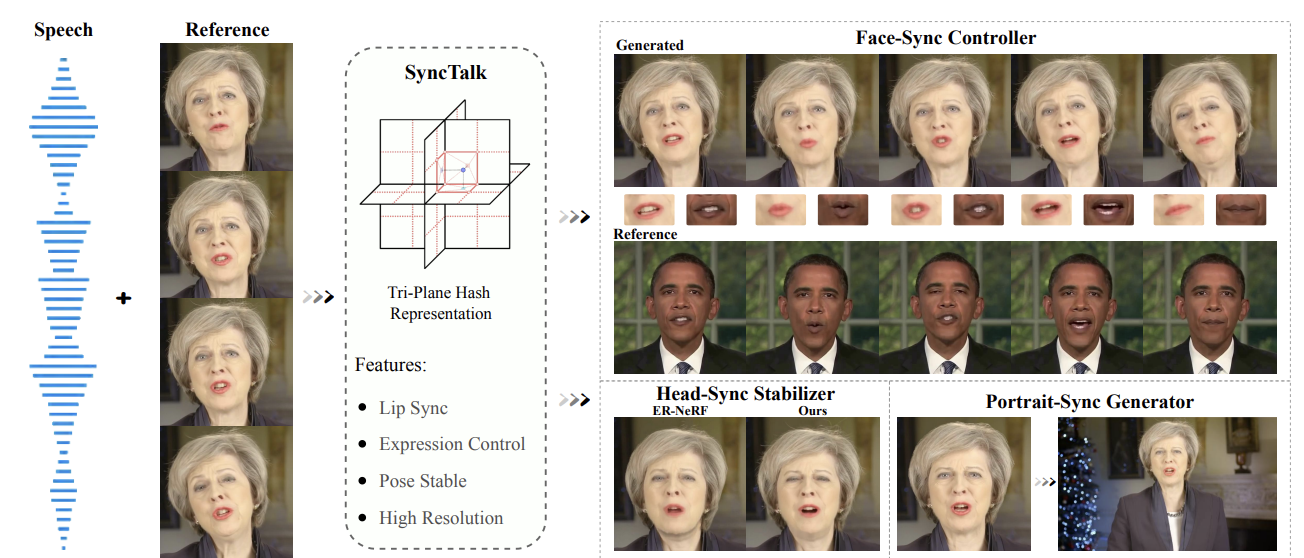 Speech
Reference
SyncTalk
Tri-Plane Hash
Representation
Features:
● Lip Sync
● Expression Control
● Pose Stable
● High Resolution
Face-Sync Controller
Generated
Reference
Head-Sync Stabilizer
ER-NeRF
Ours
Portrait-Sync Generator